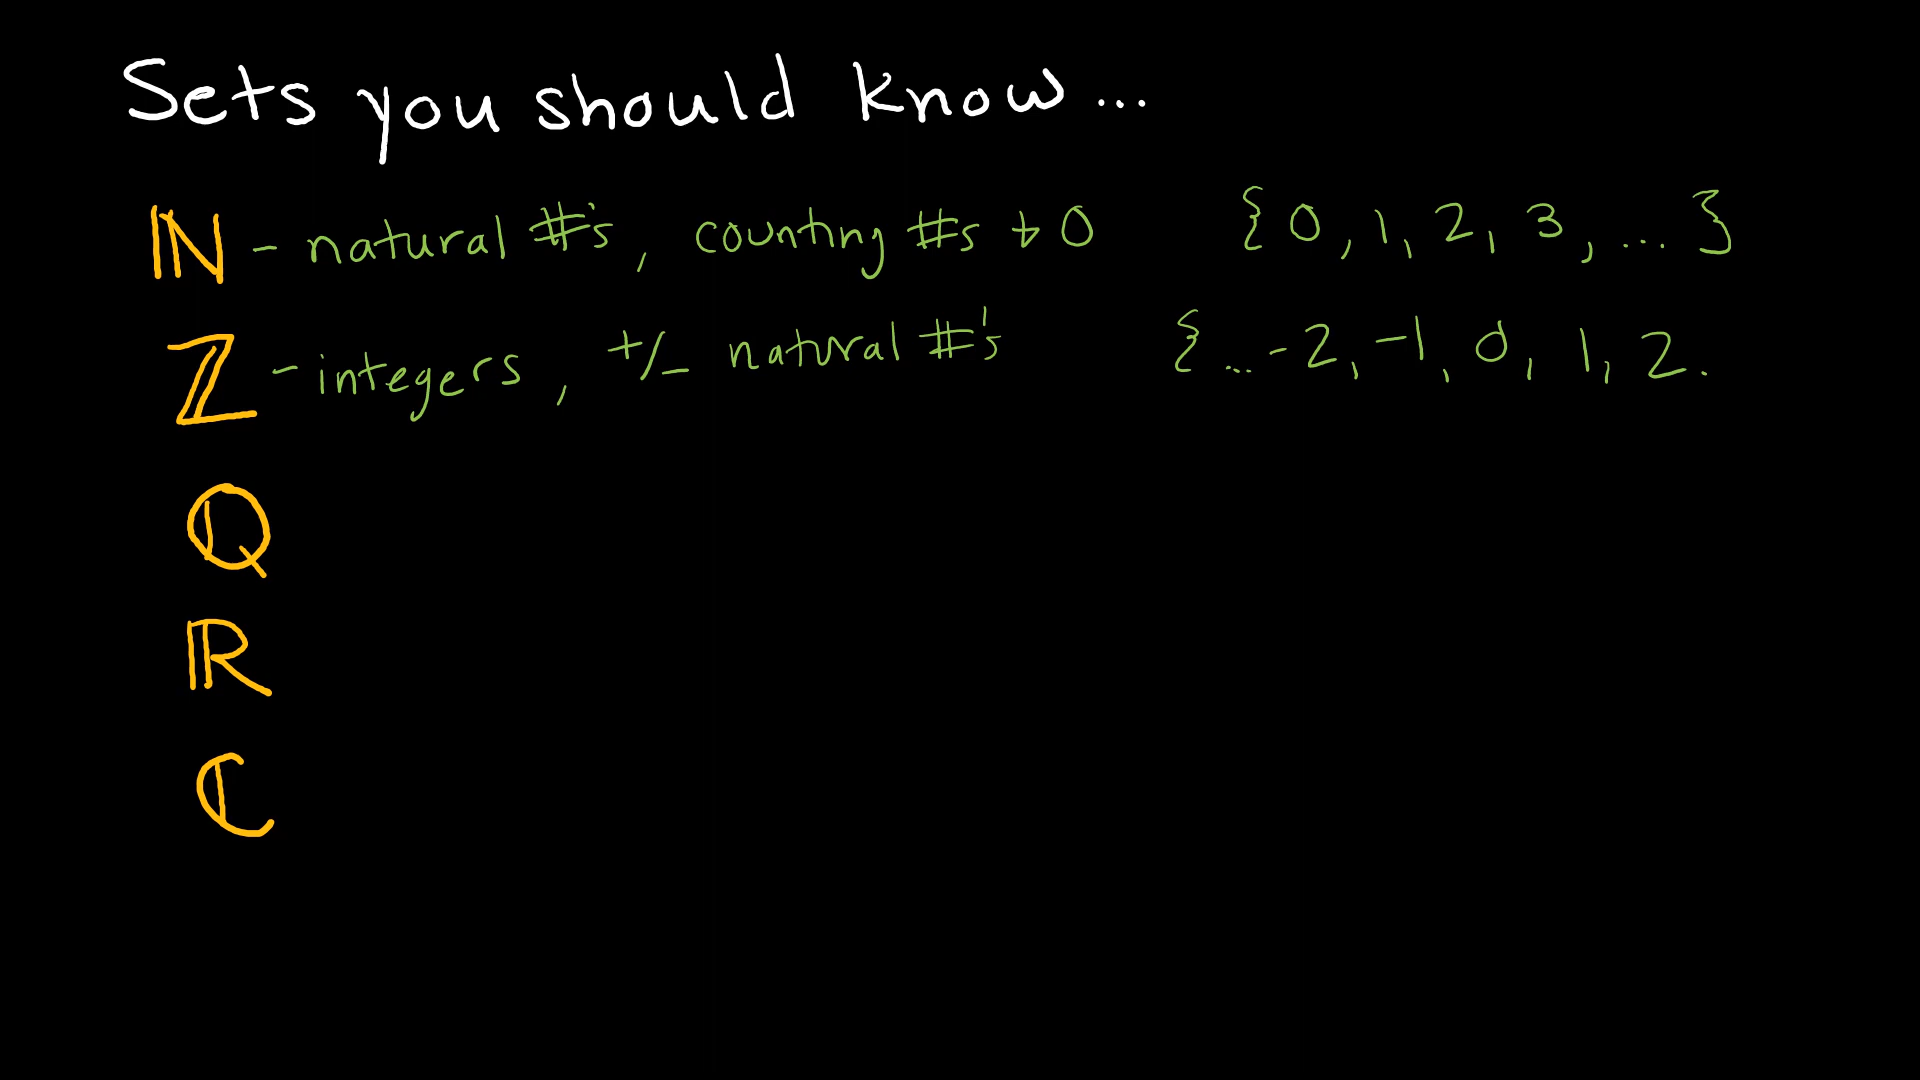 Sets you should know...
ℕ - natural #'s, counting #s + 0 { 0, 1, 2, 3, ... }
ℤ - integers, +/- natural #'s { ... -2, -1, 0, 1, 2.
ℚ
ℝ
ℂ